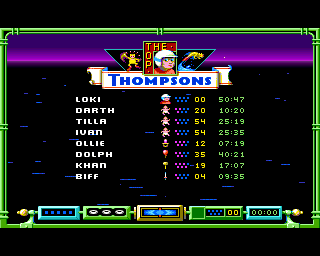 THE
TOP
THOMPSONS
LOKI 00 50:47
DARTH 20 10:20
TILLA 54 25:19
IVAN 54 25:35
OLLIE 12 07:19
DOLPH 35 40:21
KHAN 19 17:07
BIFF 04 09:35
00 00:00